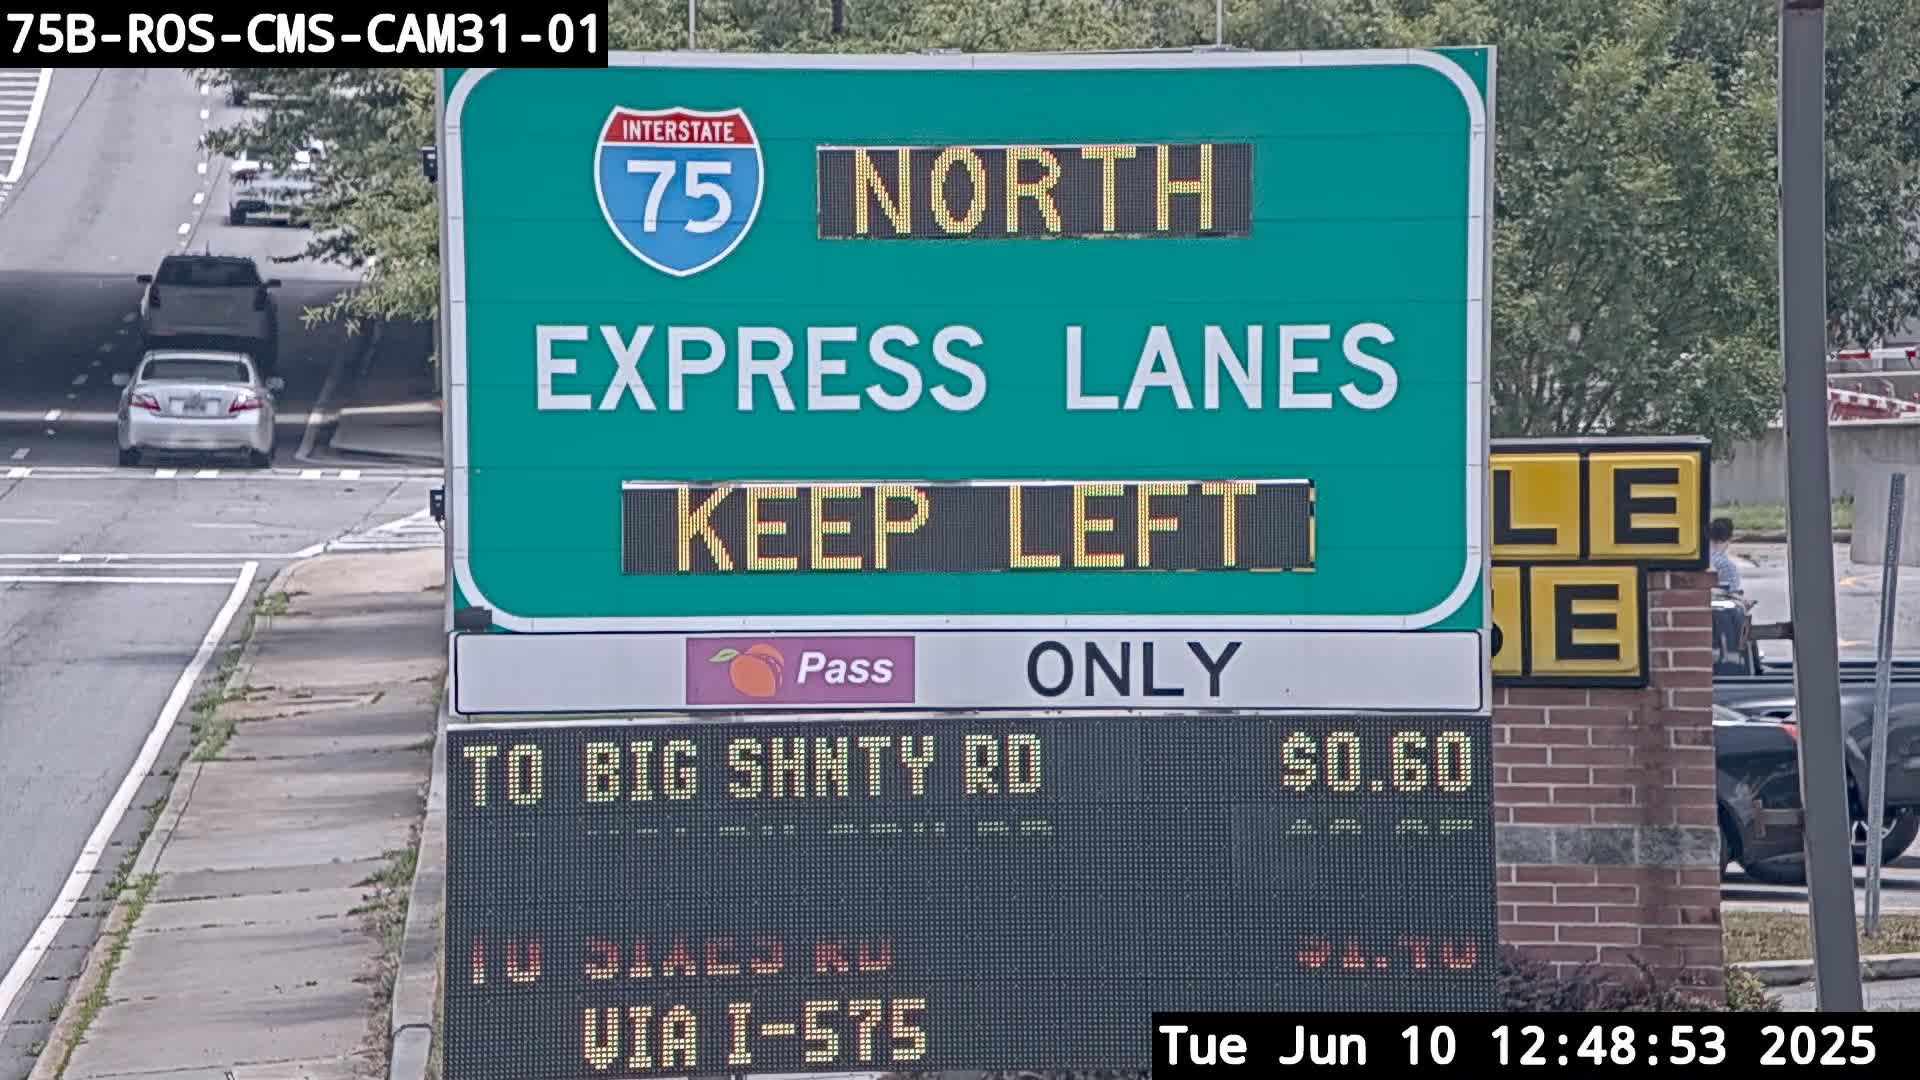 75B-ROS-CMS-CAM31-01
INTERSTATE
75
NORTH
EXPRESS LANES
KEEP LEFT
Pass ONLY
LE
E
TO BIG SHNTY RD $0.60
VIA I-575
Tue Jun 10 12:48:53 2025